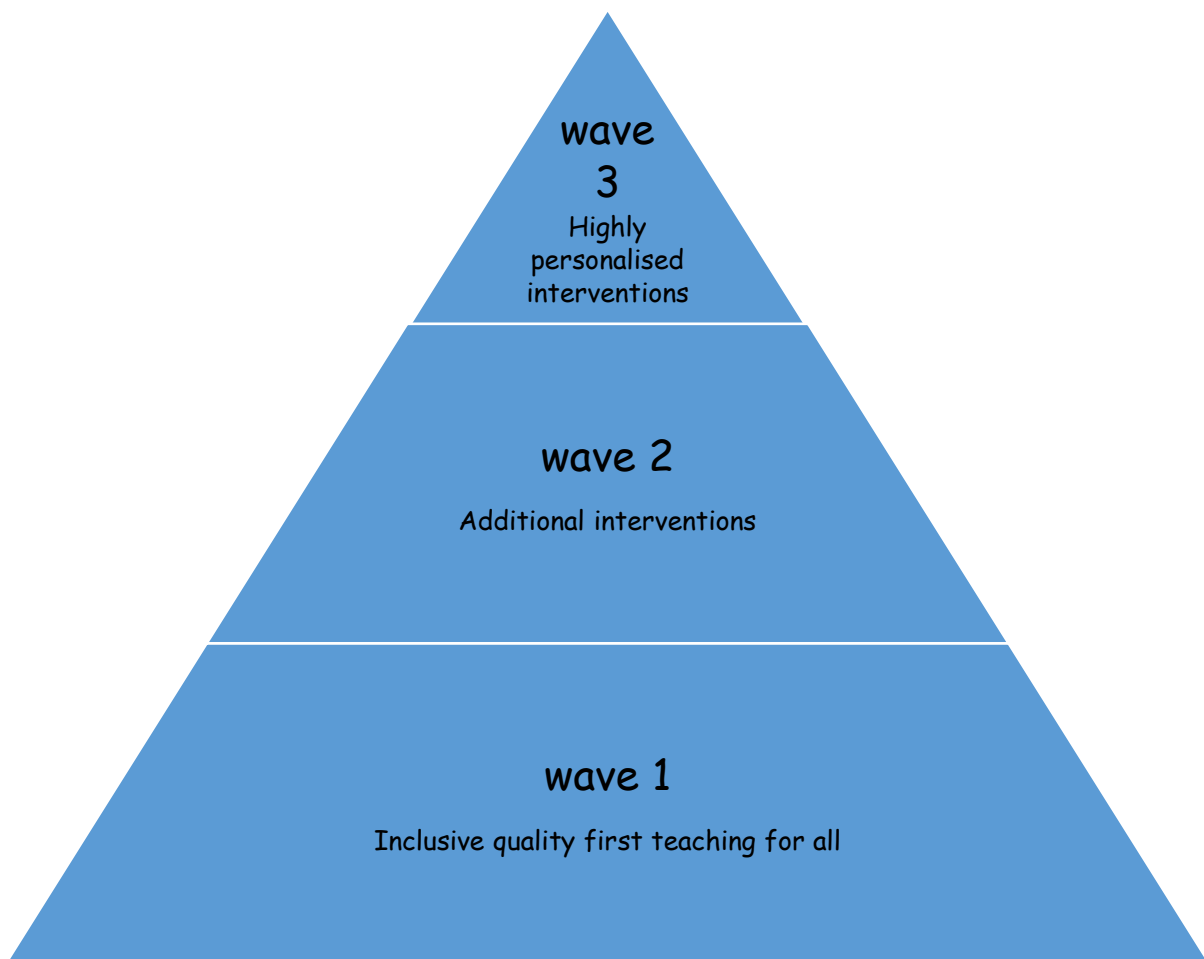 wave
3
Highly
personalised
interventions
wave 2
Additional interventions
wave 1
Inclusive quality first teaching for all